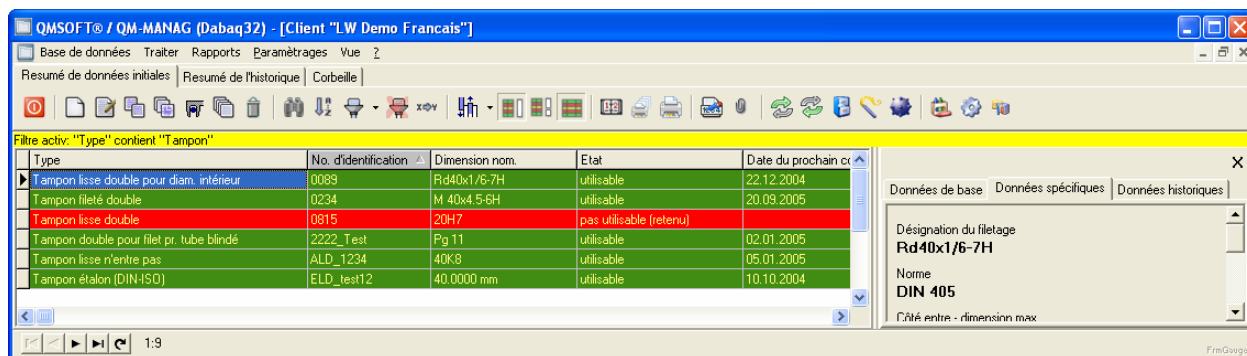 QMSOFT® / QM-MANAG (Dabaq32) - [Client "LW Demo Francais"]
Base de données Traiter Rapports Paramètrages Vue ?
Resumé de données initiales Resumé de l'historique Corbeille
Filtre activ: "Type" contient "Tampon"
Type No. d'identification Dimension nom. Etat Date du prochain
Tampon lisse double pour diam. intérieur 0089 Rd40x1/6-7H utilisable 22.12.2004
Tampon fileté double 0234 M 40x4.5-6H utilisable 20.09.2005
Tampon lisse double 0815 20H7 pas utilisable (retenu)
Tampon double pour filet pr. tube blindé 2222_Test Pg 11 utilisable 02.01.2005
Tampon lisse n'entre pas ALD_1234 40K8 utilisable 05.01.2005
Tampon étalon (DIN-ISO) ELD_test12 40.0000 mm utilisable 10.10.2004
Données de base Données spécifiques Données historiques
Désignation du filetage
Rd40x1/6-7H
Norme
DIN 405
Côté entre - dimension max
1:9
FrmGauge